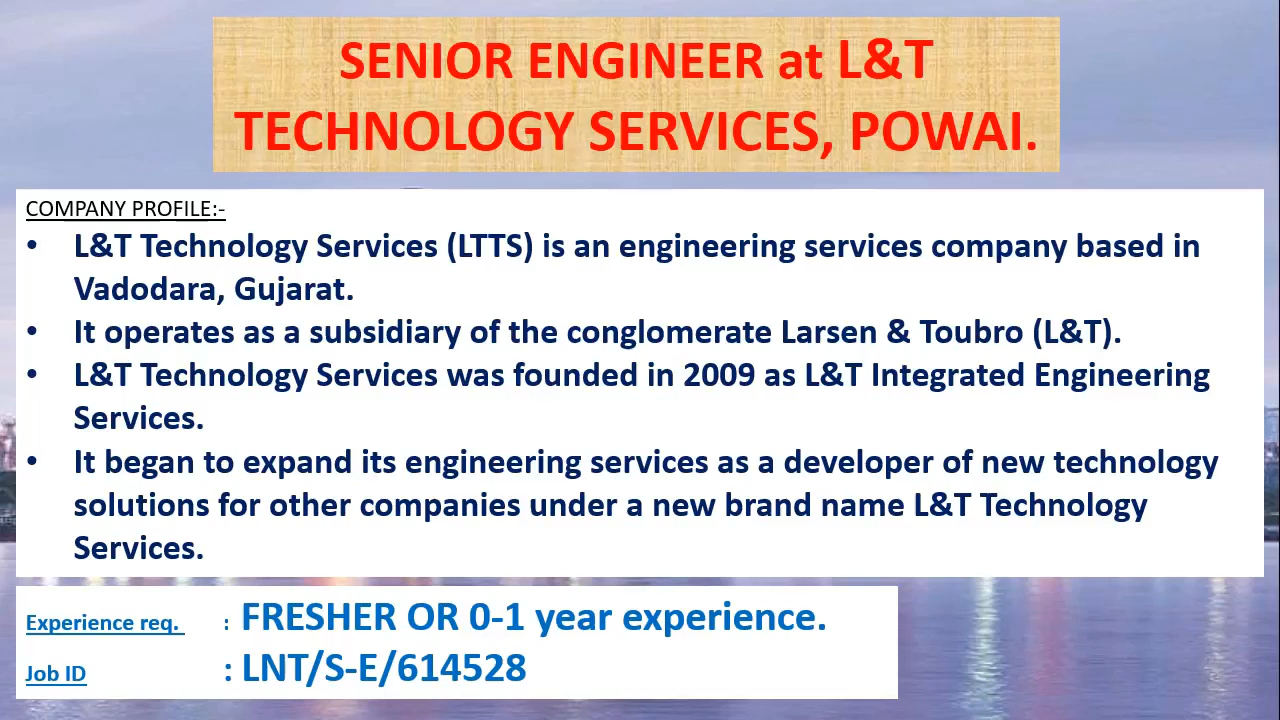 SENIOR ENGINEER at L&T
TECHNOLOGY SERVICES, POWAI.
COMPANY PROFILE:-
• L&T Technology Services (LTTS) is an engineering services company based in
Vadodara, Gujarat.
• It operates as a subsidiary of the conglomerate Larsen & Toubro (L&T).
• L&T Technology Services was founded in 2009 as L&T Integrated Engineering
Services.
• It began to expand its engineering services as a developer of new technology
solutions for other companies under a new brand name L&T Technology
Services.
Experience req. : FRESHER OR 0-1 year experience.
Job ID : LNT/S-E/614528